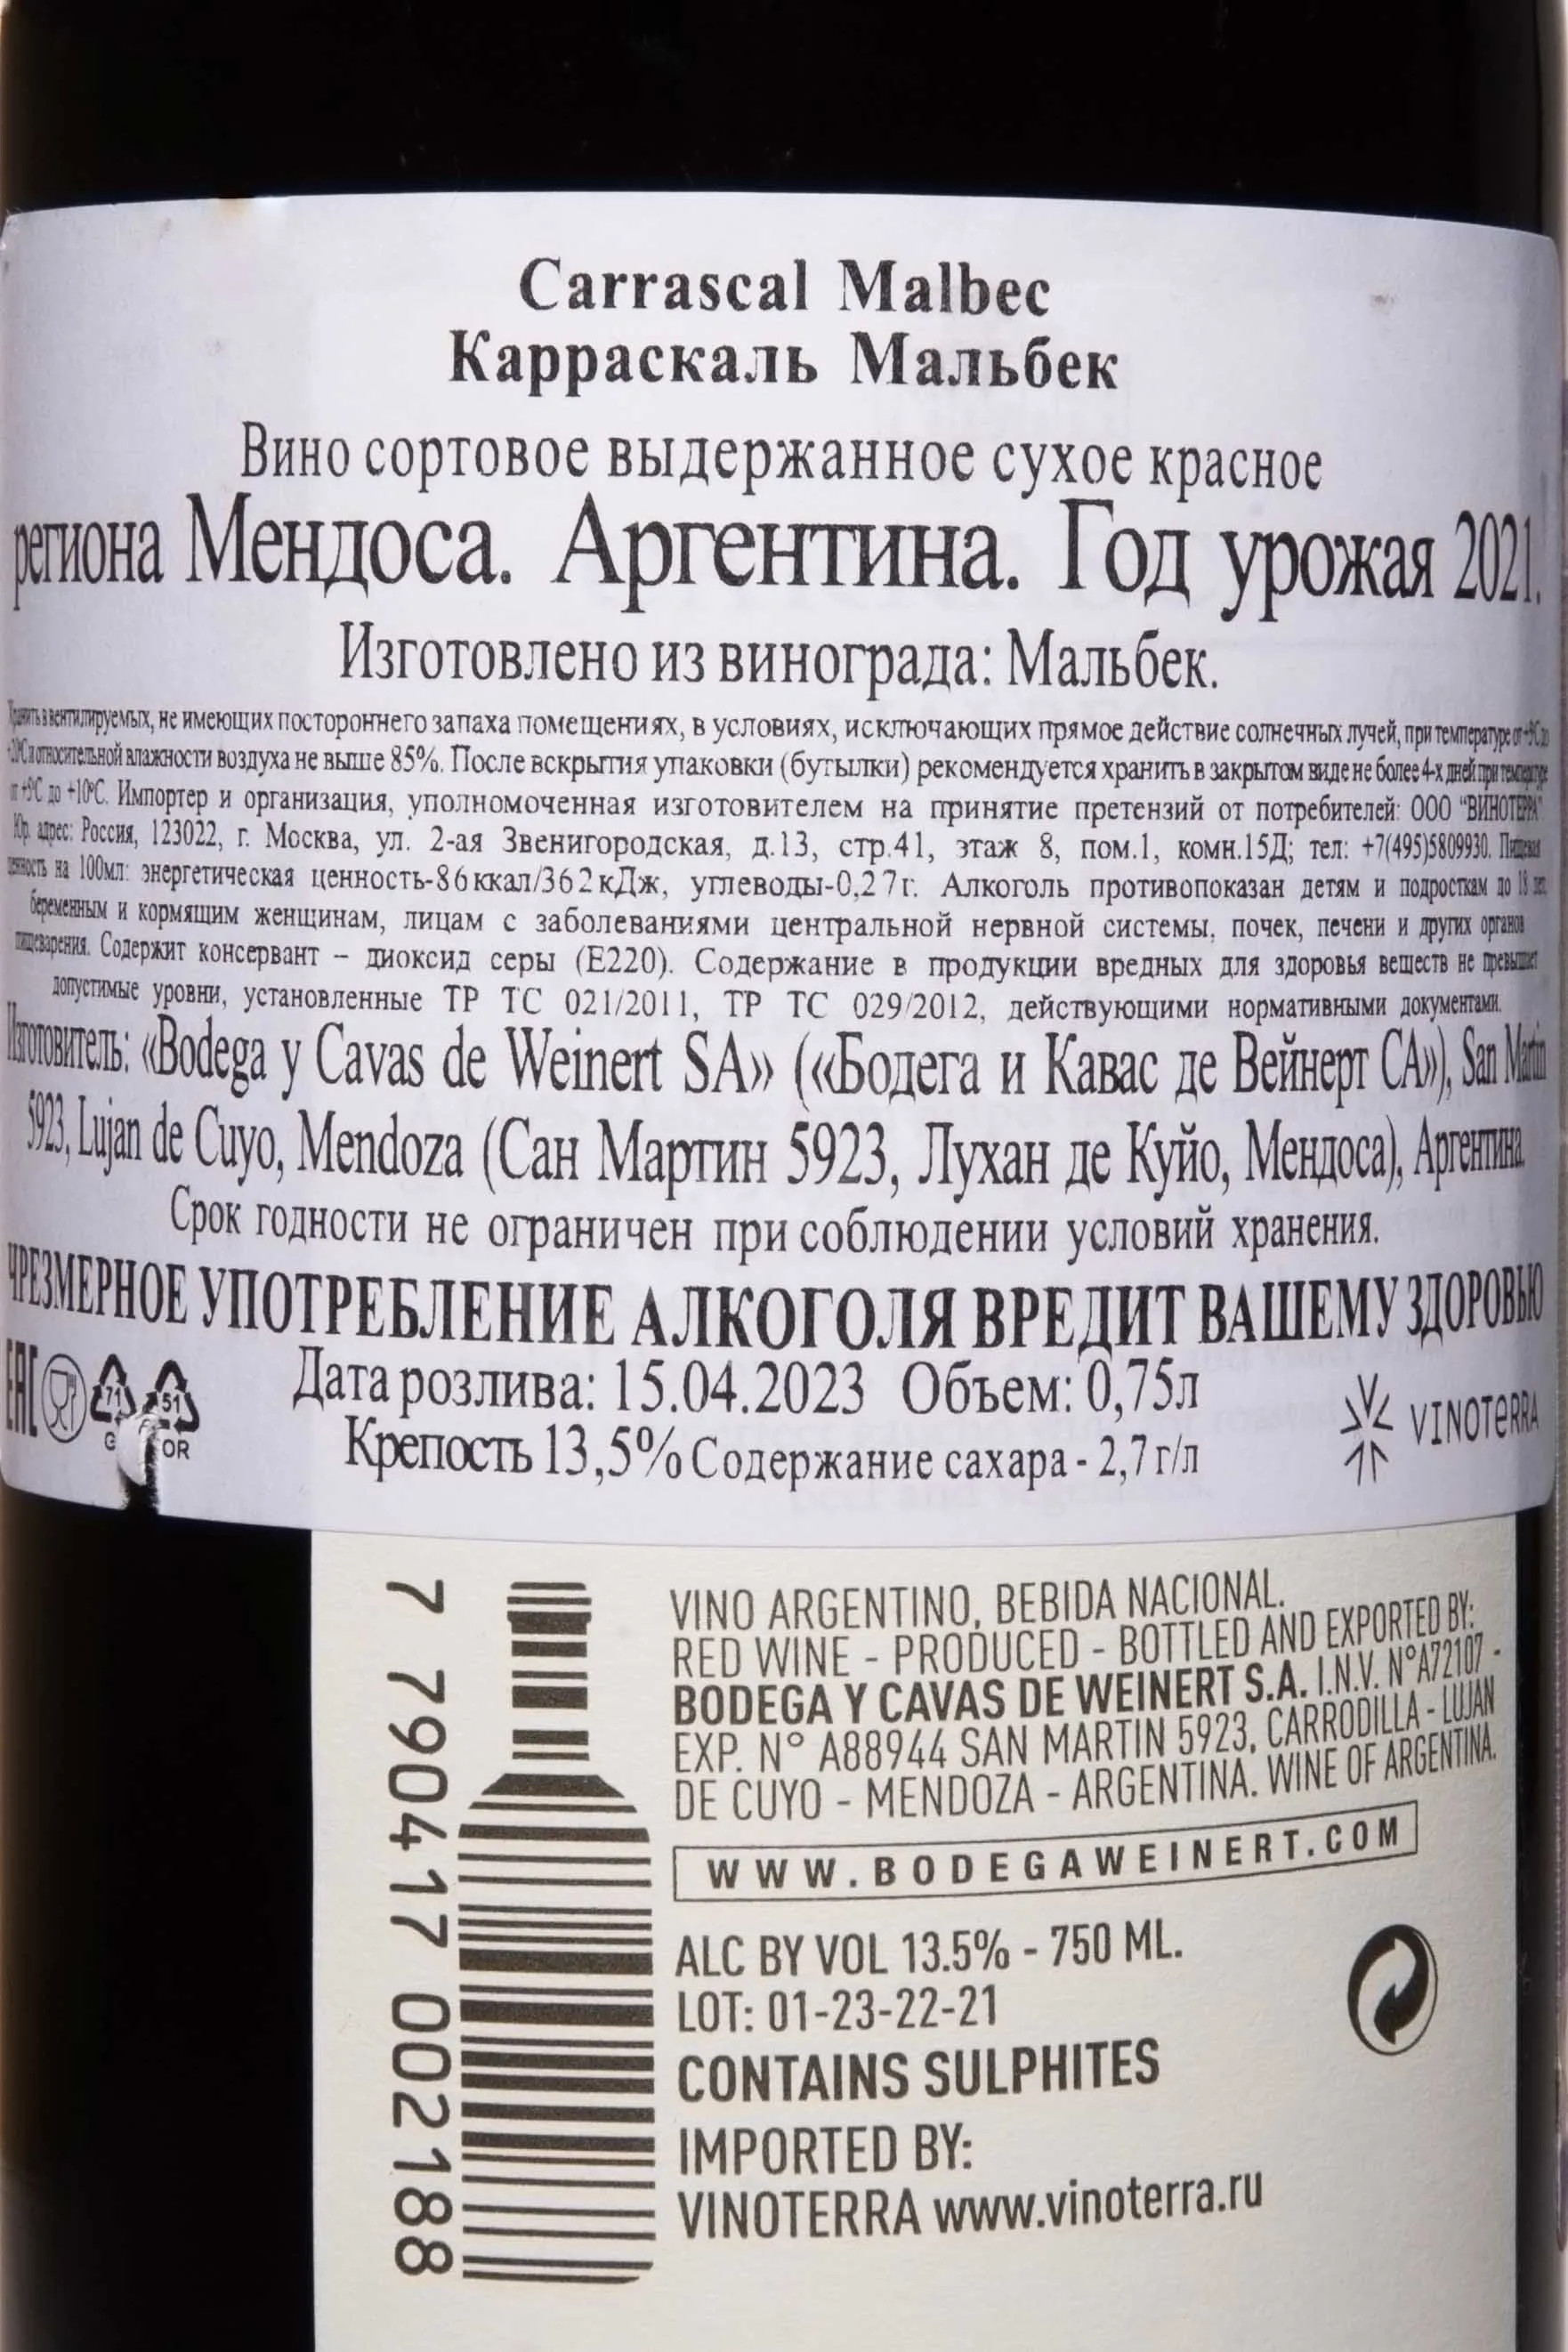 Carrascal Malbec
Карраскаль Мальбек
Вино сортовое выдержанное сухое красное
региона Мендоса. Аргентина. Год урожая 2021.
Изготовлено из винограда: Мальбек.
Хранить в вентилируемых, не имеющих постороннего запаха помещениях, в условиях, исключающих прямое действие солнечных лучей, при температуре от +5°C до
+20°C и относительной влажности воздуха не выше 85%. После вскрытия упаковки (бутылки) рекомендуется хранить в закрытом виде не более 4-х дней при температуре
от +5°C до +10°C. Импортер и организация, уполномоченная изготовителем на принятие претензий от потребителей: ООО "ВИНОТЕРРА"
Юр. адрес: Россия, 123022, г. Москва, ул. 2-ая Звенигородская, д.13, стр.41, этаж 8, пом.1, комн.15Д; тел: +7(495)5809930. Пищевая
ценность на 100мл: энергетическая ценность-86ккал/362кДж, углеводы-0,27г. Алкоголь противопоказан детям и подросткам до 18 лет,
беременным и кормящим женщинам, лицам с заболеваниями центральной нервной системы, почек, печени и других органов
пищеварения. Содержит консервант – диоксид серы (Е220). Содержание в продукции вредных для здоровья веществ не превышает
допустимые уровни, установленные ТР ТС 021/2011, ТР ТС 029/2012, действующими нормативными документами.
Изготовитель: «Bodega y Cavas de Weinert SA» («Бодега и Кавас де Вейнерт СА»), San Martin
5923, Lujan de Cuyo, Mendoza (Сан Мартин 5923, Лухан де Куйо, Мендоса), Аргентина.
Срок годности не ограничен при соблюдении условий хранения.
ЧРЕЗМЕРНОЕ УПОТРЕБЛЕНИЕ АЛКОГОЛЯ ВРЕДИТ ВАШЕМУ ЗДОРОВЬЮ
EAC 71 51
OR
Дата розлива: 15.04.2023 Объем: 0,75л
Крепость 13,5% Содержание сахара - 2,7 г/л
VINOTERRA
7 790417 002188
VINO ARGENTINO, BEBIDA NACIONAL.
RED WINE - PRODUCED - BOTTLED AND EXPORTED BY:
BODEGA Y CAVAS DE WEINERT S.A. I.N.V. N°A72107 -
EXP. N° A88944 SAN MARTIN 5923, CARRODILLA - LUJAN
DE CUYO - MENDOZA - ARGENTINA. WINE OF ARGENTINA.
WWW.BODEGAWEINERT.COM
ALC BY VOL 13.5% - 750 ML.
LOT: 01-23-22-21
CONTAINS SULPHITES
IMPORTED BY:
VINOTERRA www.vinoterra.ru